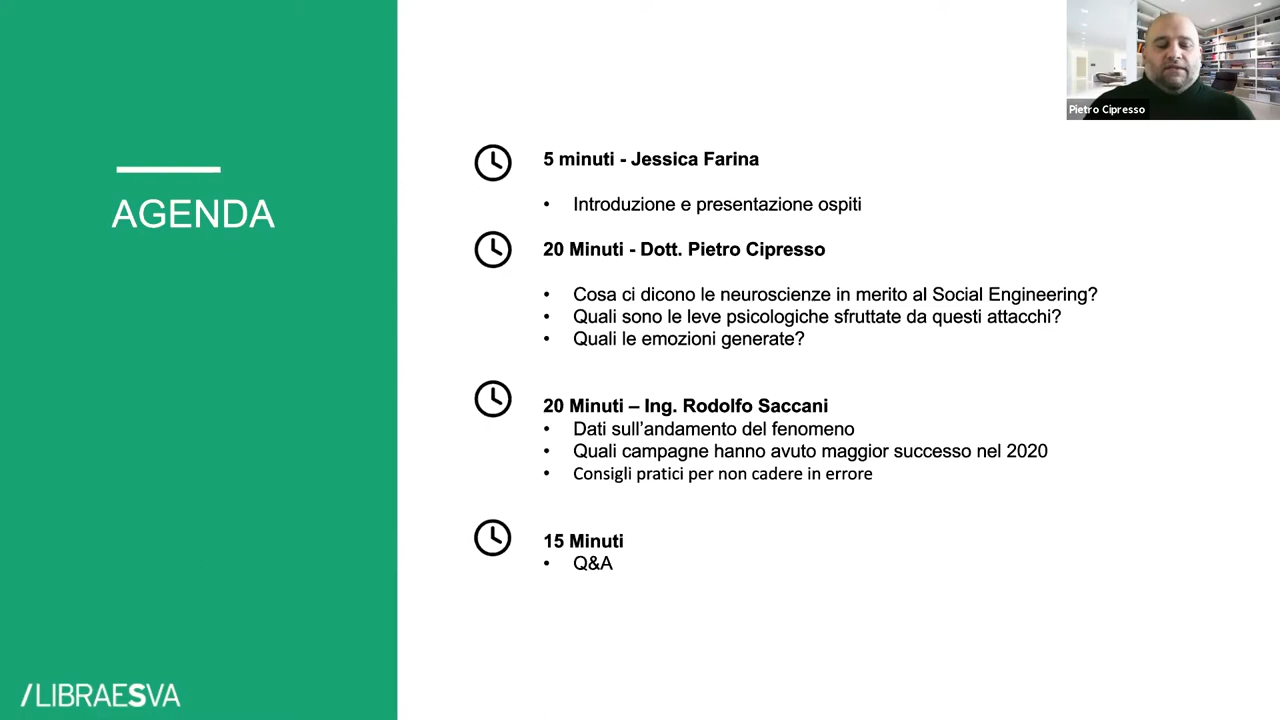 Pietro Cipresso
AGENDA
5 minuti - Jessica Farina
• Introduzione e presentazione ospiti
20 Minuti - Dott. Pietro Cipresso
• Cosa ci dicono le neuroscienze in merito al Social Engineering?
• Quali sono le leve psicologiche sfruttate da questi attacchi?
• Quali le emozioni generate?
20 Minuti – Ing. Rodolfo Saccani
• Dati sull’andamento del fenomeno
• Quali campagne hanno avuto maggior successo nel 2020
• Consigli pratici per non cadere in errore
15 Minuti
• Q&A
/LIBRAESVA